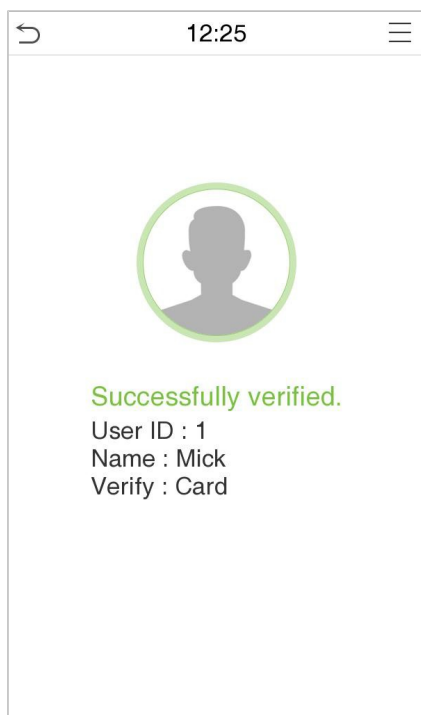 12:25
Successfully verified.
User ID : 1
Name : Mick
Verify : Card